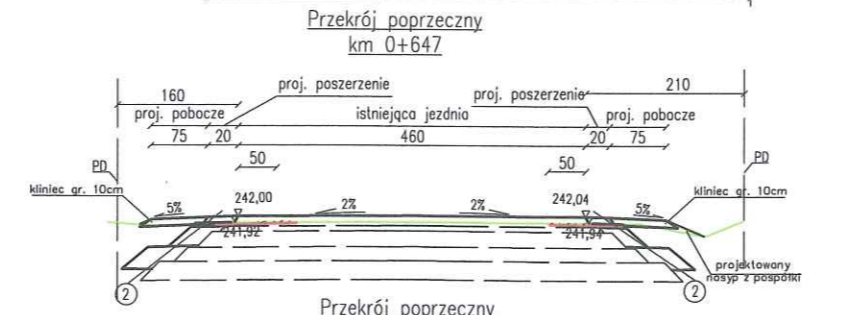 Przekrój poprzeczny
km 0+647
160
proj. poszerzenie
proj. poszerzenie
210
proj. pobocze
istniejąca jezdnia
proj. pobocze
75
20
460
20
75
50
50
PD
PD
kliniec gr. 10cm
kliniec gr. 10cm
5%
242,00
2%
2%
242,04
5%
241,92
241,94
projektowany
nasyp z pospółki
2
2
Przekrój poprzeczny